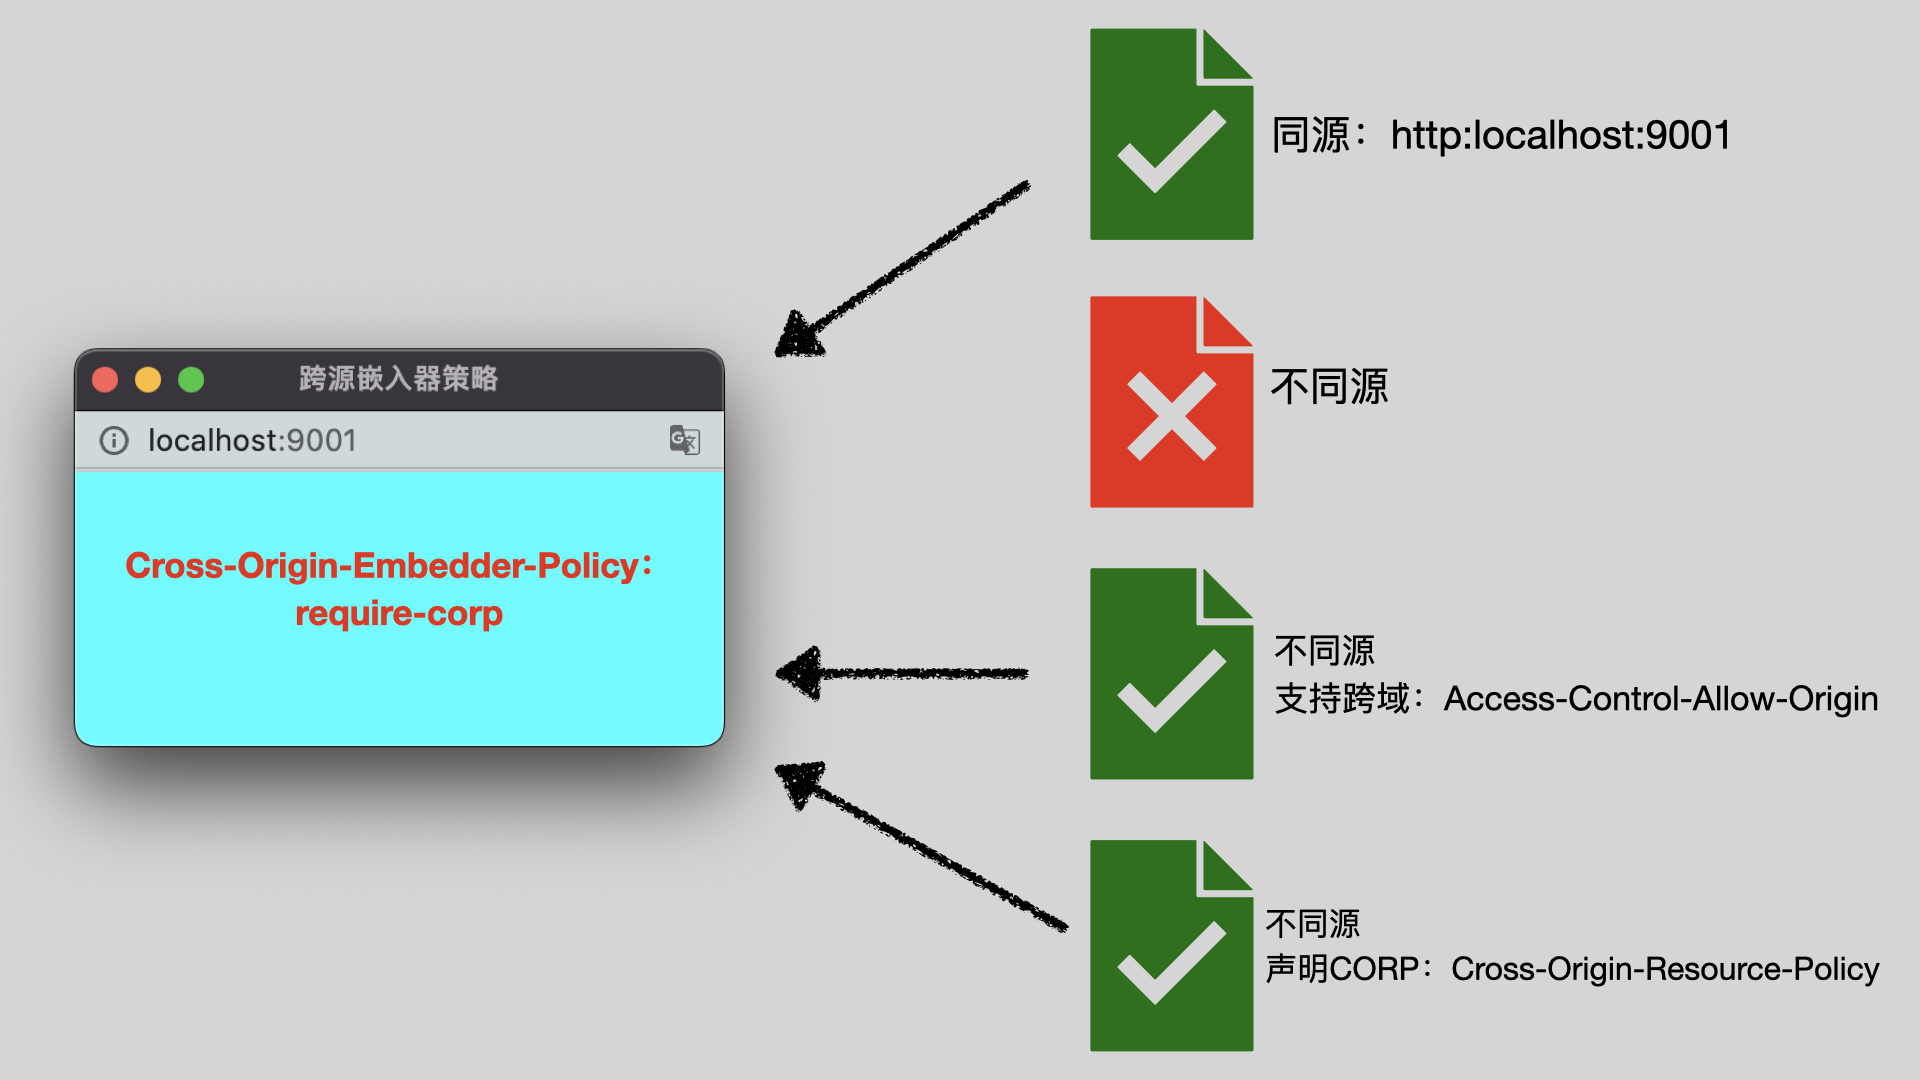 跨源嵌入器策略
localhost:9001
Cross-Origin-Embedder-Policy：
require-corp
同源：http:localhost:9001
不同源
不同源
支持跨域：Access-Control-Allow-Origin
不同源
声明CORP：Cross-Origin-Resource-Policy